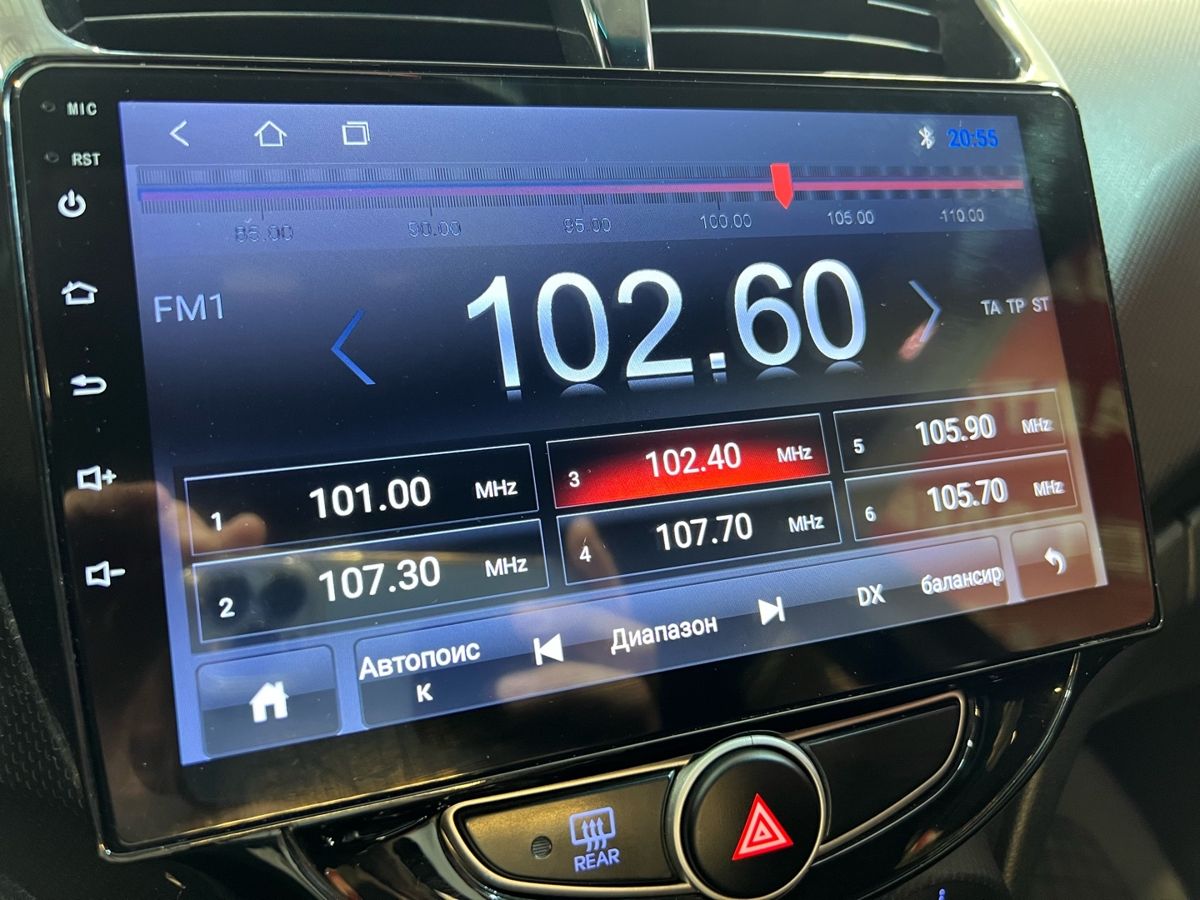 MIC
RST
20:55
85.00 90.00 95.00 100.00 105.00 110.00
FM1
102.60
TA TP ST
1 101.00 MHz
3 102.40 MHz
5 105.90 MHz
2 107.30 MHz
4 107.70 MHz
6 105.70 MHz
Автопоиск
Диапазон
DX
балансир
REAR